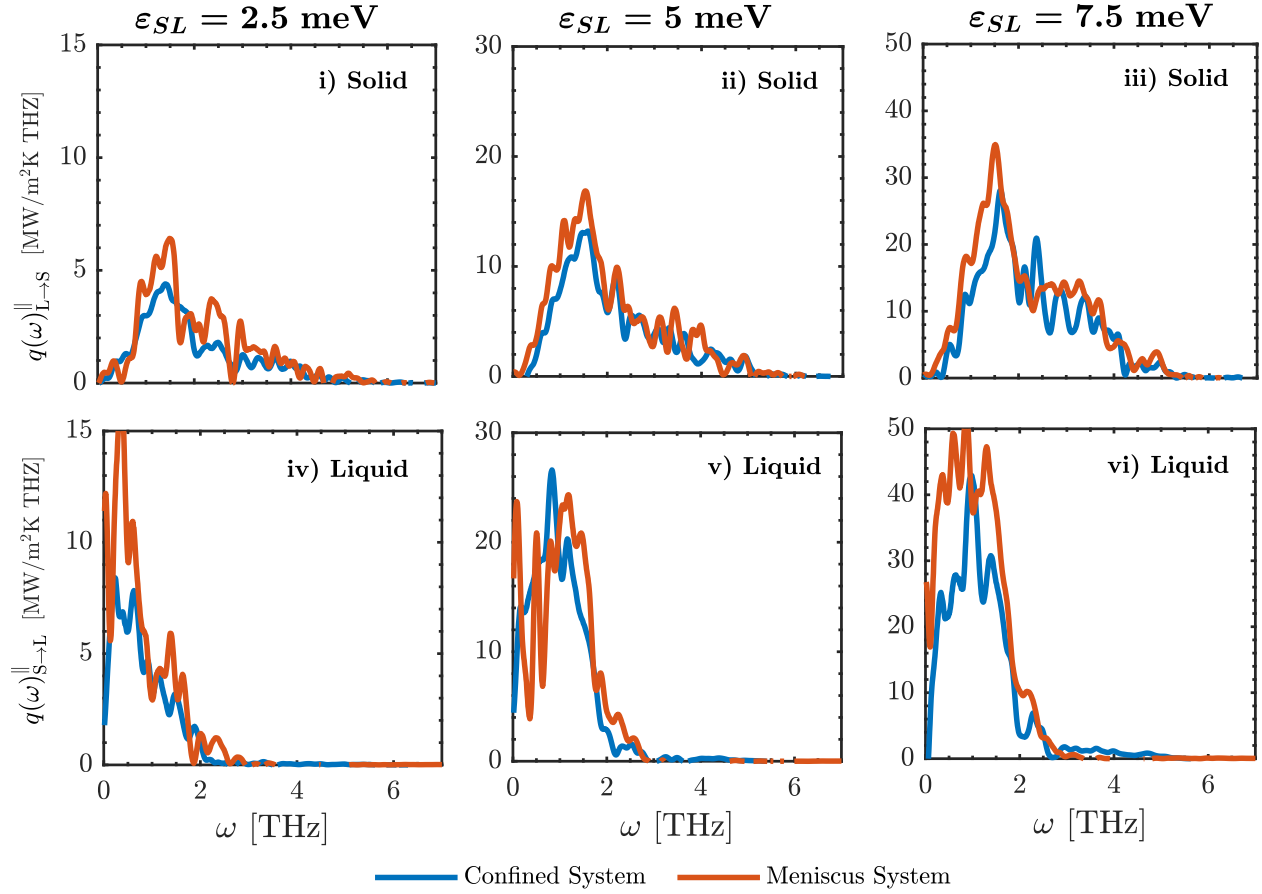 ε_SL = 2.5 meV
ε_SL = 5 meV
ε_SL = 7.5 meV
q(ω)^∥_L→S [MW/m²K THZ]
15
10
5
0
i) Solid
30
20
10
0
ii) Solid
50
40
30
20
10
0
iii) Solid
q(ω)^∥_S→L [MW/m²K THZ]
15
10
5
0
iv) Liquid
0 2 4 6
ω [THz]
30
20
10
0
v) Liquid
0 2 4 6
ω [THz]
50
40
30
20
10
0
vi) Liquid
0 2 4 6
ω [THz]
Confined System
Meniscus System